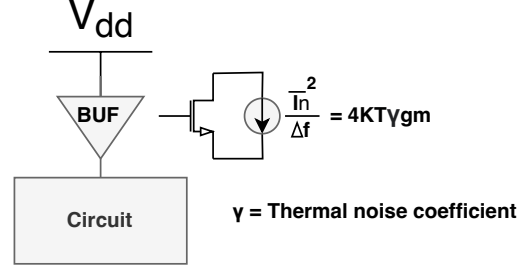 Vdd
BUF
In² / Δf = 4KTγgm
Circuit
γ = Thermal noise coefficient